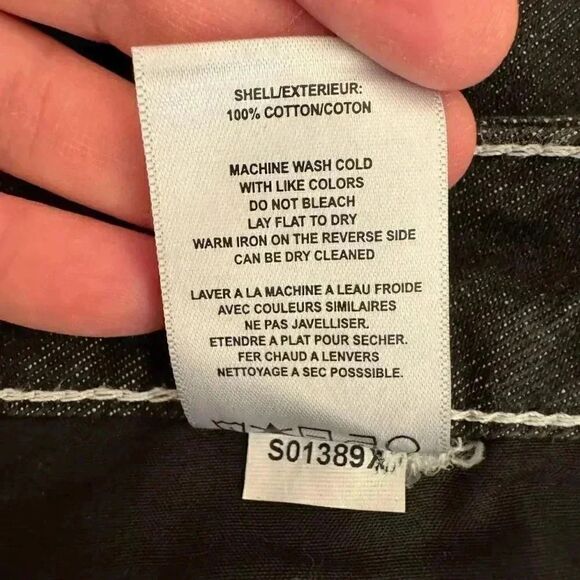 SHELL/EXTERIEUR:
100% COTTON/COTON
MACHINE WASH COLD
WITH LIKE COLORS
DO NOT BLEACH
LAY FLAT TO DRY
WARM IRON ON THE REVERSE SIDE
CAN BE DRY CLEANED
LAVER A LA MACHINE A LEAU FROIDE
AVEC COULEURS SIMILAIRES
NE PAS JAVELLISER.
ETENDRE A PLAT POUR SECHER.
FER CHAUD A LENVERS
NETTOYAGE A SEC POSSSIBLE.
S01389X